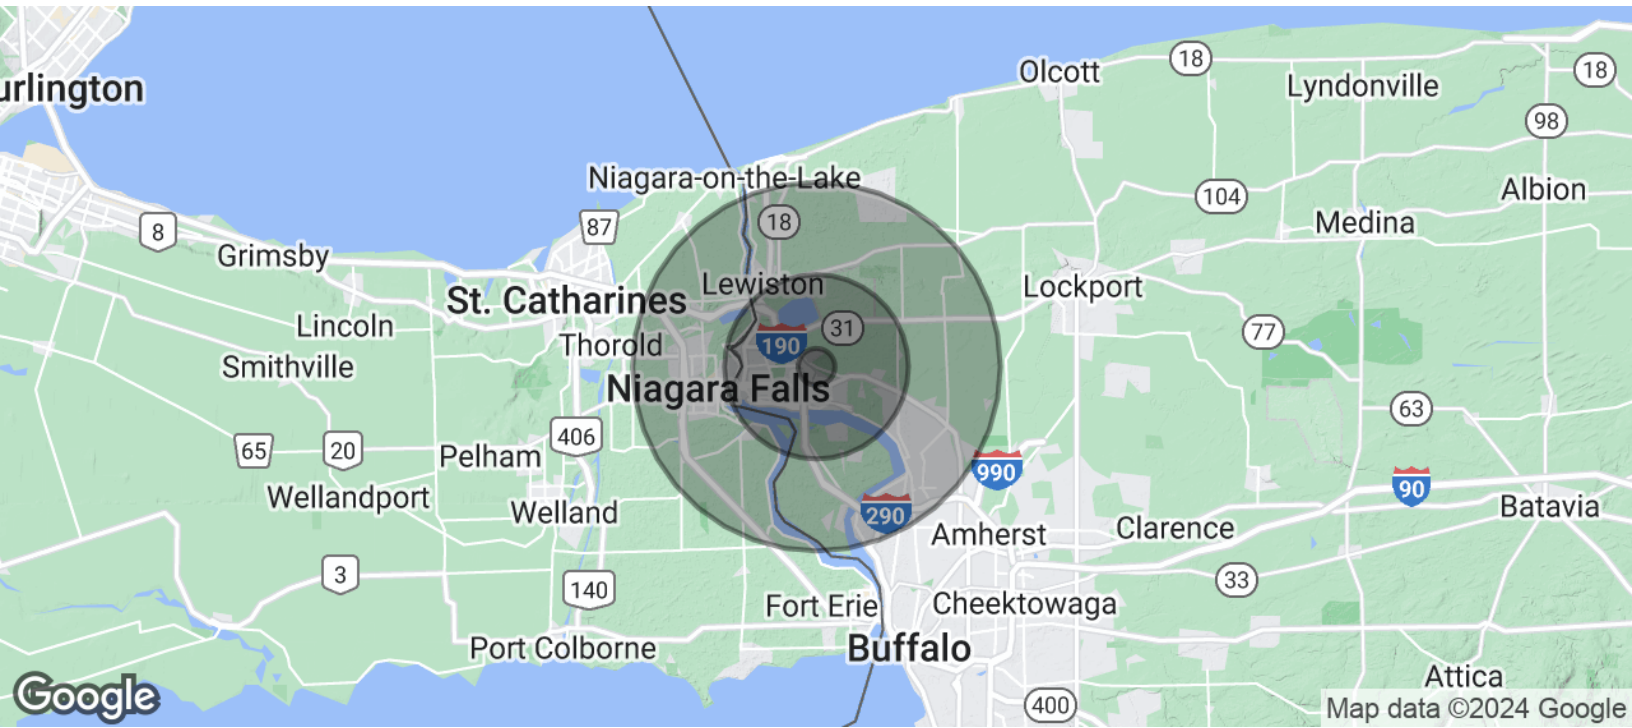 18
Olcott
18
Lyndonville
urlington
98
Niagara-on-the-Lake
104
Albion
18
Medina
87
8
Grimsby
Lewiston
Lockport
St. Catharines
Lincoln
31
77
190
Thorold
Smithville
Niagara Falls
63
406
65
20
Pelham
990
90
Wellandport
Welland
290
Batavia
Amherst
Clarence
3
140
33
Fort Erie
Cheektowaga
Port Colborne
Buffalo
Attica
Google
400
Map data ©2024 Google